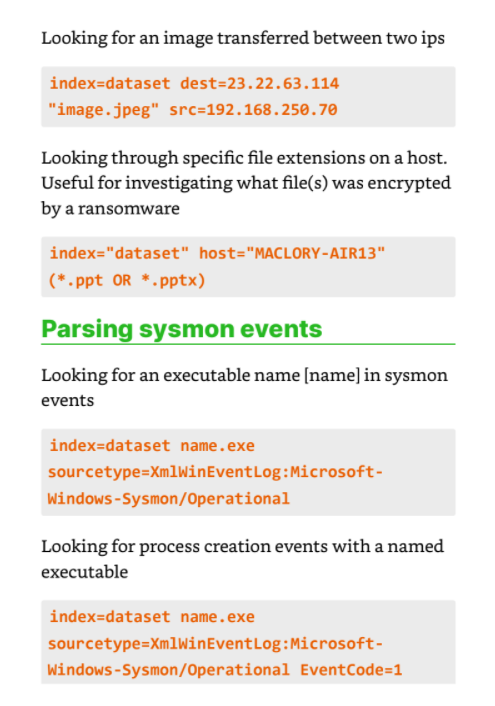 Looking for an image transferred between two ips
index=dataset dest=23.22.63.114
"image.jpeg" src=192.168.250.70
Looking through specific file extensions on a host.
Useful for investigating what file(s) was encrypted
by a ransomware
index="dataset" host="MACLORY-AIR13"
(*.ppt OR *.pptx)
Parsing sysmon events
Looking for an executable name [name] in sysmon
events
index=dataset name.exe
sourcetype=XmlWinEventLog:Microsoft-
Windows-Sysmon/Operational
Looking for process creation events with a named
executable
index=dataset name.exe
sourcetype=XmlWinEventLog:Microsoft-
Windows-Sysmon/Operational EventCode=1